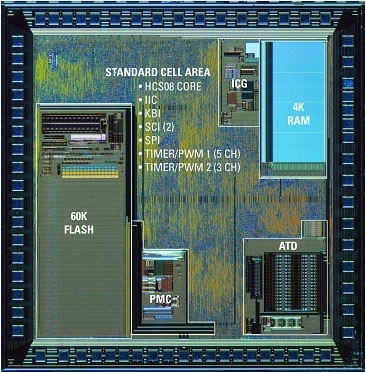 STANDARD CELL AREA
• HCS08 CORE
• IIC
• KBI
• SCI (2)
• SPI
• TIMER/PWM 1 (5 CH)
• TIMER/PWM 2 (3 CH)
ICG
4K
RAM
60K
FLASH
PMC
ATD